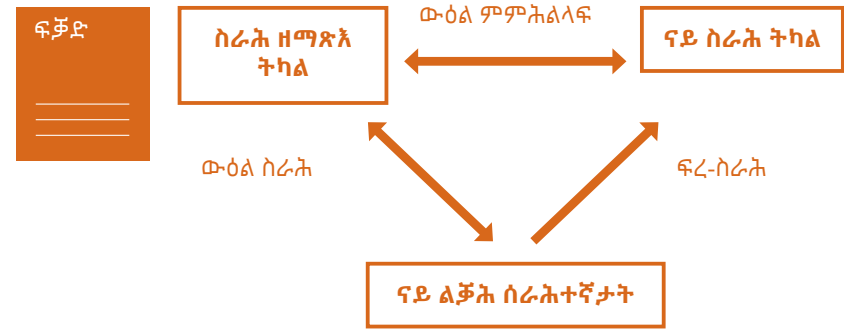 ፍቓድ
ስራሕ ዘማጽእ
ትካል
ውዕል ምምሕልላፍ
ናይ ስራሕ ትካል
ውዕል ስራሕ
ፍረ-ስራሕ
ናይ ልቓሕ ሰራሕተኛታት